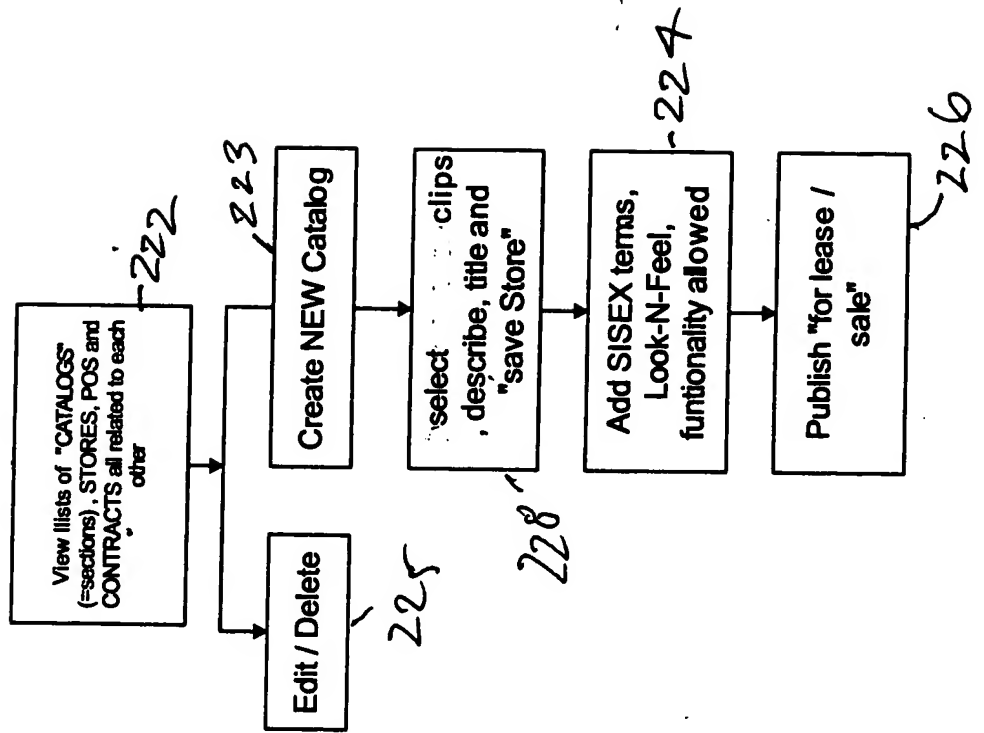 View llists of "CATALOGS"
(=sections) , STORES, POS and
CONTRACTS all related to each
other
222
223
Create NEW Catalog
Edit / Delete
225
select clips
, describe, title and
"save Store"
228
Add SISEX terms,
Look-N-Feel,
funtionality allowed
224
Publish "for lease /
sale"
226